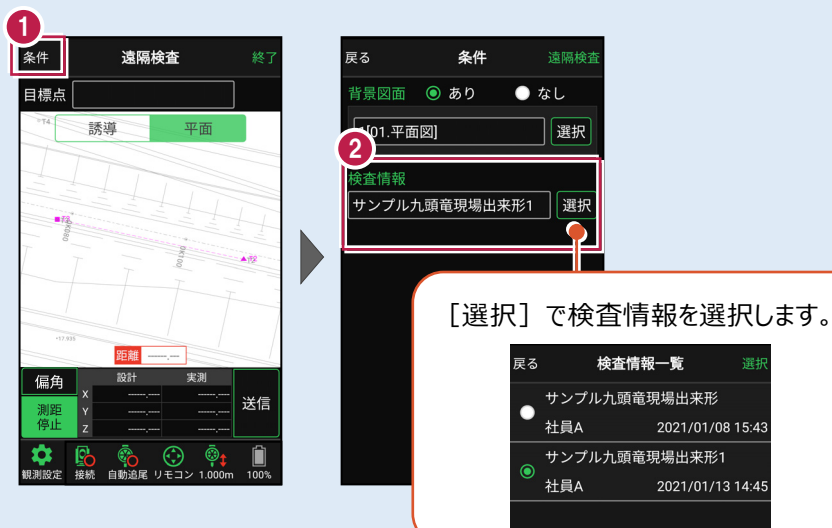 1
条件 遠隔検査 終了
目標点
誘導 平面
T4
0K080
0K100
17.935
距離 -----.---
偏角 設計 実測
X -----.--- -----.---
測距停止 Y -----.--- -----.--- 送信
Z -----.--- -----.---
観測設定 接続 自動追尾 リモコン 1.000m 100%
戻る 条件 遠隔検査
背景図面 あり なし
[01.平面図] 選択
2
検査情報
サンプル九頭竜現場出来形1 選択
［選択］で検査情報を選択します。
戻る 検査情報一覧 選択
サンプル九頭竜現場出来形
社員A 2021/01/08 15:43
サンプル九頭竜現場出来形1
社員A 2021/01/13 14:45